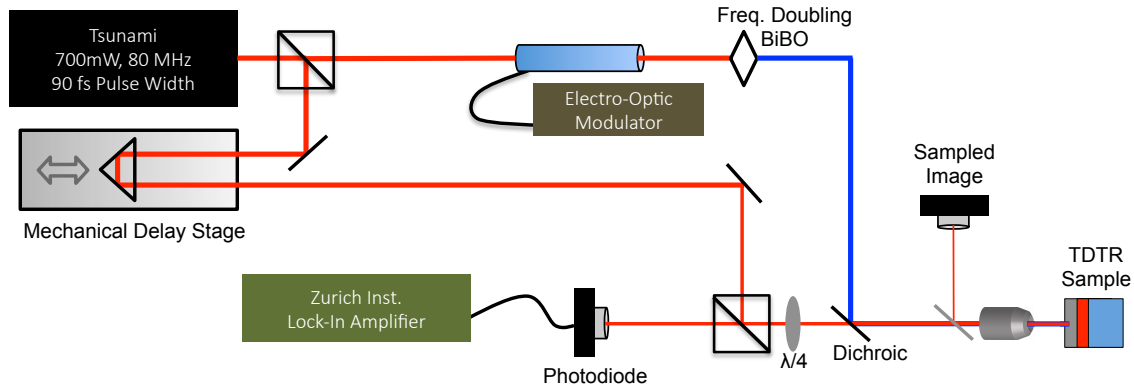 Tsunami
700mW, 80 MHz
90 fs Pulse Width
Freq. Doubling
BiBO
Electro-Optic
Modulator
Mechanical Delay Stage
Sampled
Image
TDTR
Sample
Zurich Inst.
Lock-In Amplifier
Photodiode
λ/4
Dichroic